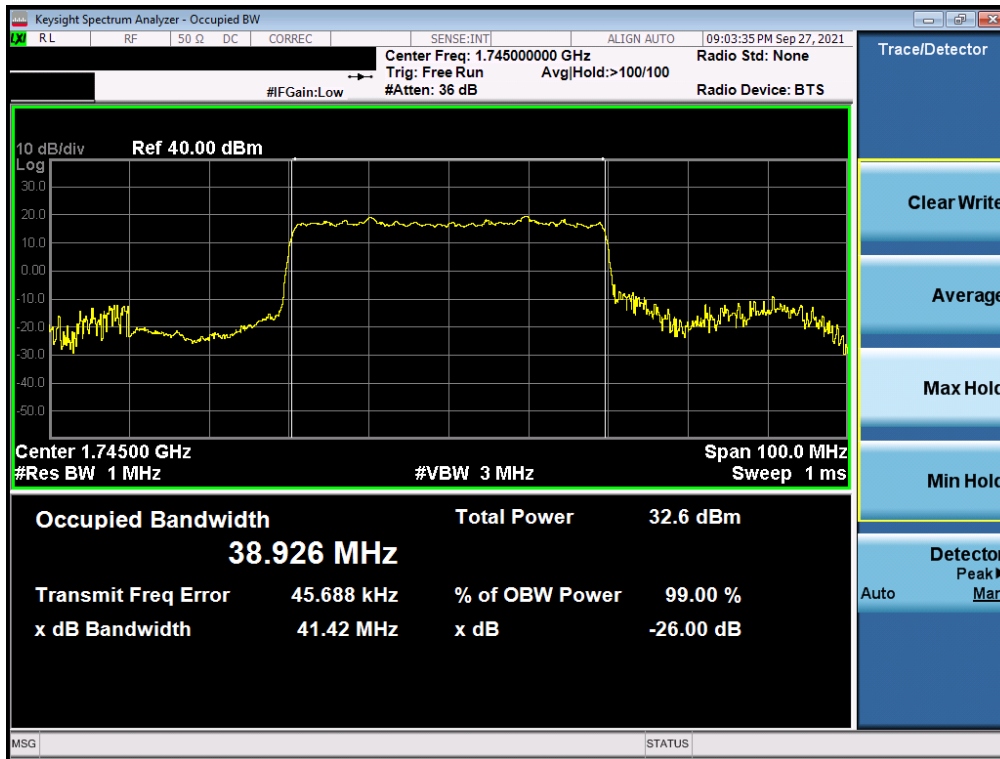 Keysight Spectrum Analyzer - Occupied BW
LXI RL RF 50 Ω DC CORREC SENSE:INT ALIGN AUTO 09:03:35 PM Sep 27, 2021
Center Freq: 1.745000000 GHz Radio Std: None
Trig: Free Run Avg|Hold:>100/100
#IFGain:Low #Atten: 36 dB Radio Device: BTS
Trace/Detector
10 dB/div Ref 40.00 dBm
Log
30.0
20.0
10.0
0.00
-10.0
-20.0
-30.0
-40.0
-50.0
Center 1.74500 GHz Span 100.0 MHz
#Res BW 1 MHz #VBW 3 MHz Sweep 1 ms
Occupied Bandwidth Total Power 32.6 dBm
38.926 MHz
Transmit Freq Error 45.688 kHz % of OBW Power 99.00 %
x dB Bandwidth 41.42 MHz x dB -26.00 dB
Clear Write
Average
Max Hold
Min Hold
Detector
Peak
Auto Man
MSG STATUS